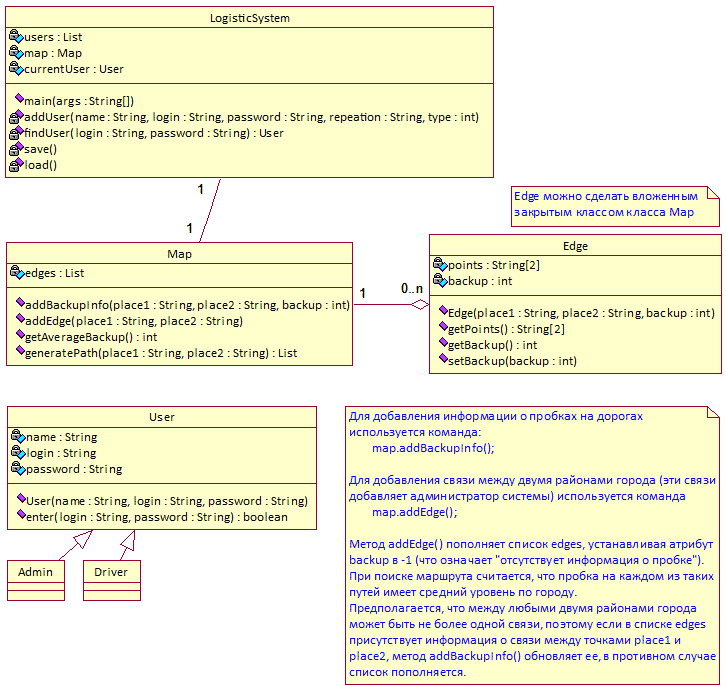 LogisticSystem
users : List
map : Map
currentUser : User
main(args : String[])
addUser(name : String, login : String, password : String, repeation : String, type : int)
findUser(login : String, password : String) : User
save()
load()
1
1
Edge можно сделать вложенным
закрытым классом класса Map
Map
edges : List
addBackupInfo(place1 : String, place2 : String, backup : int)
addEdge(place1 : String, place2 : String)
getAverageBackup() : int
generatePath(place1 : String, place2 : String) : List
1
0..n
Edge
points : String[2]
backup : int
Edge(place1 : String, place2 : String, backup : int)
getPoints() : String[2]
getBackup() : int
setBackup(backup : int)
User
name : String
login : String
password : String
User(name : String, login : String, password : String)
enter(login : String, password : String) : boolean
Admin
Driver
Для добавления информации о пробках на дорогах
используется команда:
map.addBackupInfo();
Для добавления связи между двумя районами города (эти связи
добавляет администратор системы) используется команда
map.addEdge();
Метод addEdge() пополняет список edges, устанавливая атрибут
backup в -1 (что означает "отсутствует информация о пробке").
При поиске маршрута считается, что пробка на каждом из таких
путей имеет средний уровень по городу.
Предполагается, что между любыми двумя районами города
может быть не более одной связи, поэтому если в списке edges
присутствует информация о связи между точками place1 и
place2, метод addBackupInfo() обновляет ее, в противном случае
список пополняется.